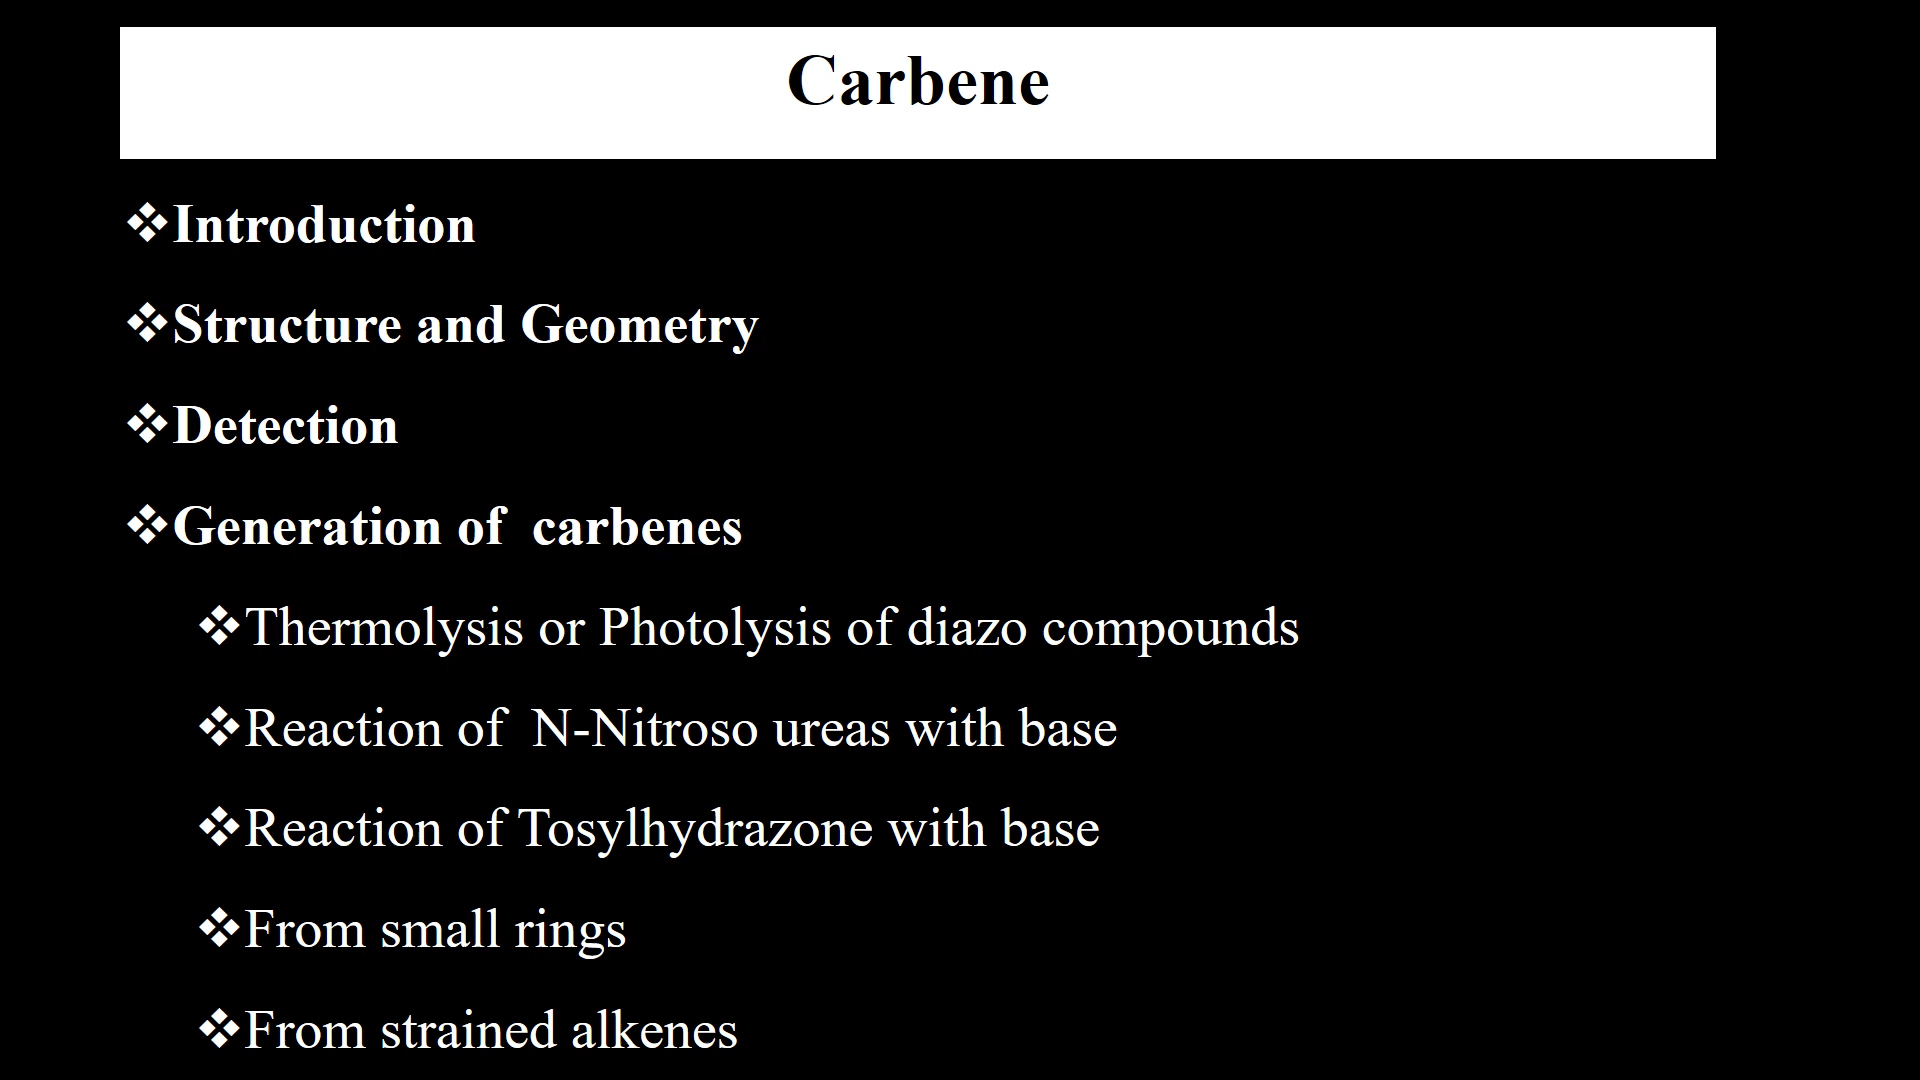 Carbene
❖Introduction
❖Structure and Geometry
❖Detection
❖Generation of  carbenes
❖Thermolysis or Photolysis of diazo compounds
❖Reaction of  N-Nitroso ureas with base
❖Reaction of Tosylhydrazone with base
❖From small rings
❖From strained alkenes